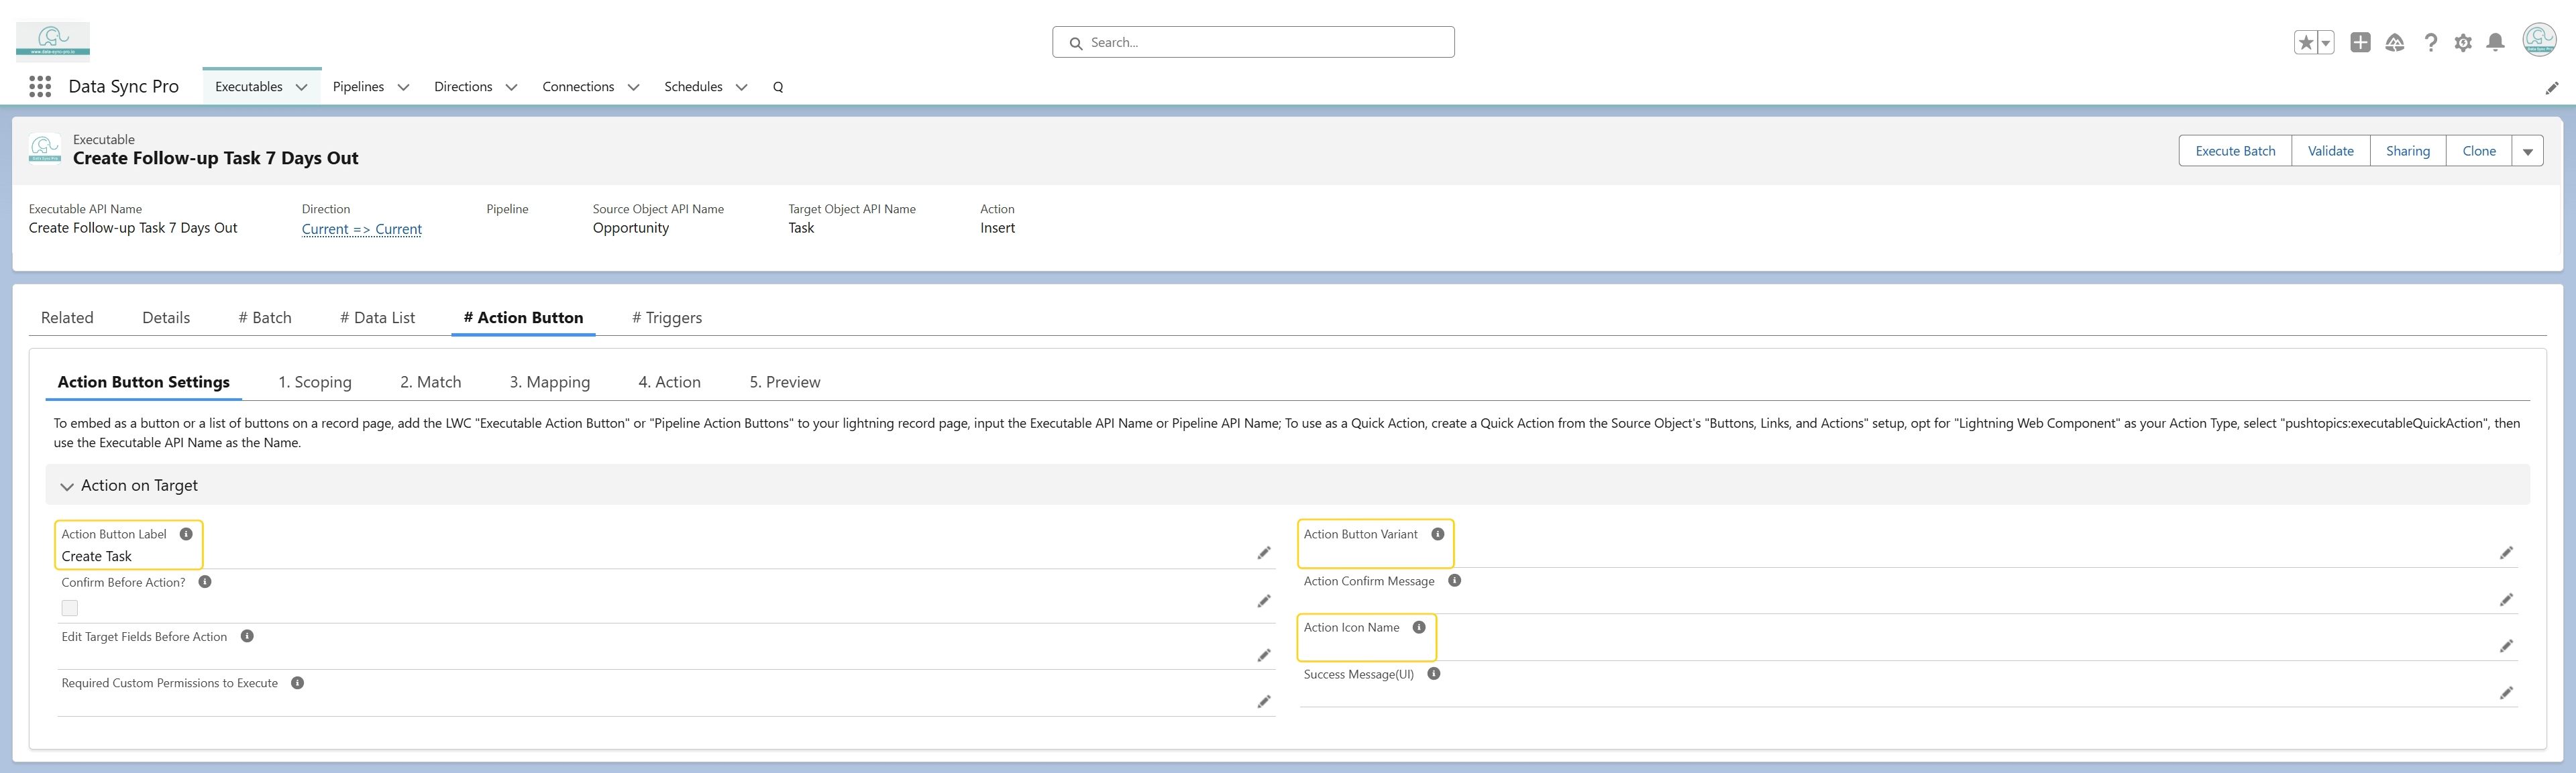 www.data-sync-pro.io
Search...
Data Sync Pro
Executables
Pipelines
Directions
Connections
Schedules
Q
Data Sync Pro
Executable
Create Follow-up Task 7 Days Out
Execute Batch
Validate
Sharing
Clone
Executable API Name
Create Follow-up Task 7 Days Out
Direction
Current => Current
Pipeline
Source Object API Name
Opportunity
Target Object API Name
Task
Action
Insert
Related
Details
# Batch
# Data List
# Action Button
# Triggers
Action Button Settings
1. Scoping
2. Match
3. Mapping
4. Action
5. Preview
To embed as a button or a list of buttons on a record page, add the LWC "Executable Action Button" or "Pipeline Action Buttons" to your lightning record page, input the Executable API Name or Pipeline API Name; To use as a Quick Action, create a Quick Action from the Source Object's "Buttons, Links, and Actions" setup, opt for "Lightning Web Component" as your Action Type, select "pushtopics:executableQuickAction", then
use the Executable API Name as the Name.
Action on Target
Action Button Label
Create Task
Action Button Variant
Confirm Before Action?
Action Confirm Message
Edit Target Fields Before Action
Action Icon Name
Required Custom Permissions to Execute
Success Message(UI)